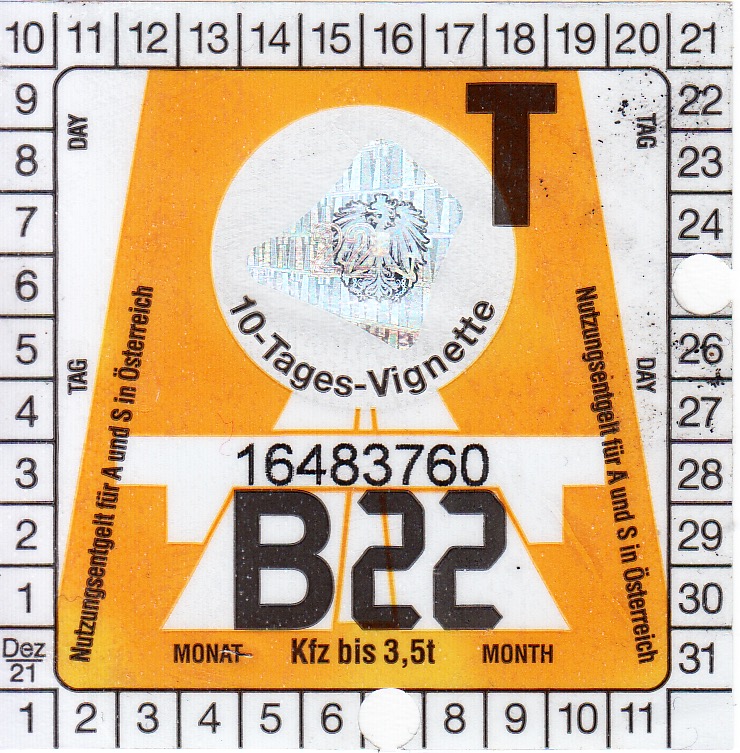 10 11 12 13 14 15 16 17 18 19 20 21
9 DAY T TAG 22
8 23
7 24
6
5 TAG 10-Tages-Vignette DAY 26
4 27
Nutzungsentgelt für A und S in Österreich
Nutzungsentgelt für A und S in Österreich
3 16483760 28
2 B22 29
1 30
Dez 21 MONAT Kfz bis 3,5t MONTH 31
1 2 3 4 5 6 8 9 10 11